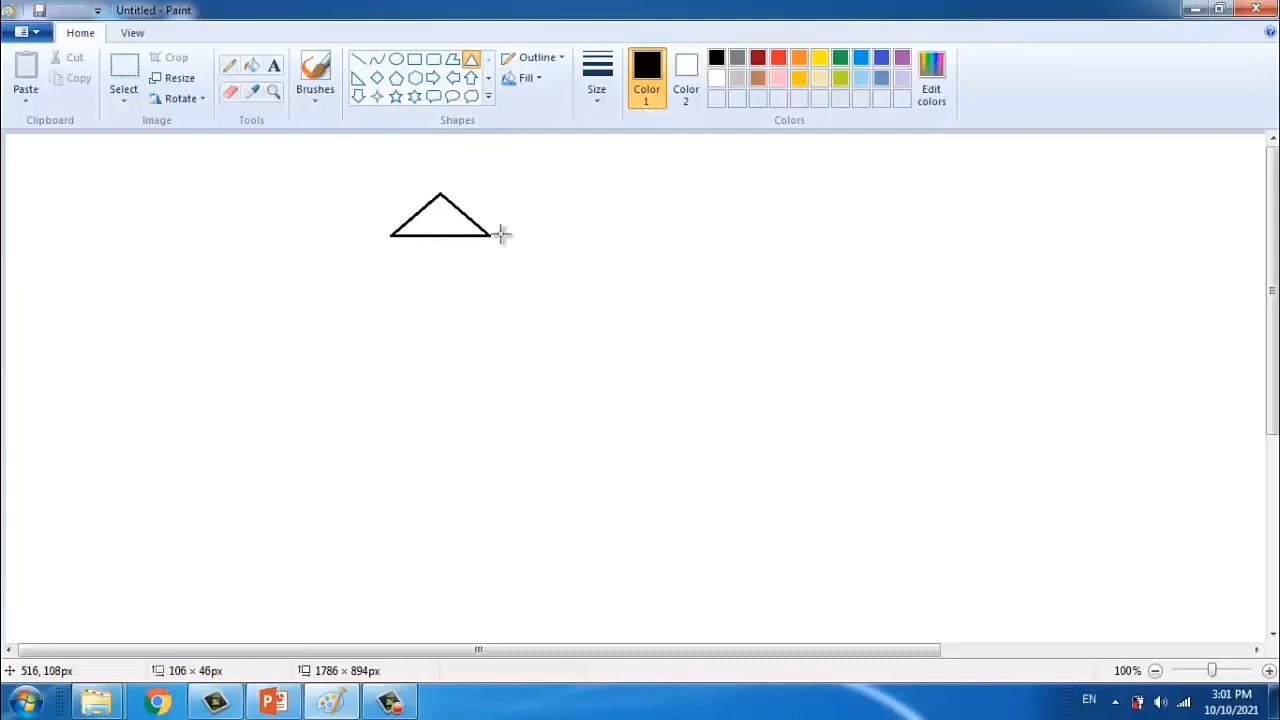 Untitled - Paint
Home View
Paste
Cut
Copy
Clipboard
Select
Crop
Resize
Rotate
Image
A
Tools
Brushes
Outline
Fill
Shapes
Size
Color 1
Color 2
Edit colors
Colors
516, 108px 106 × 46px 1786 × 894px 100%
EN 3:01 PM
10/10/2021